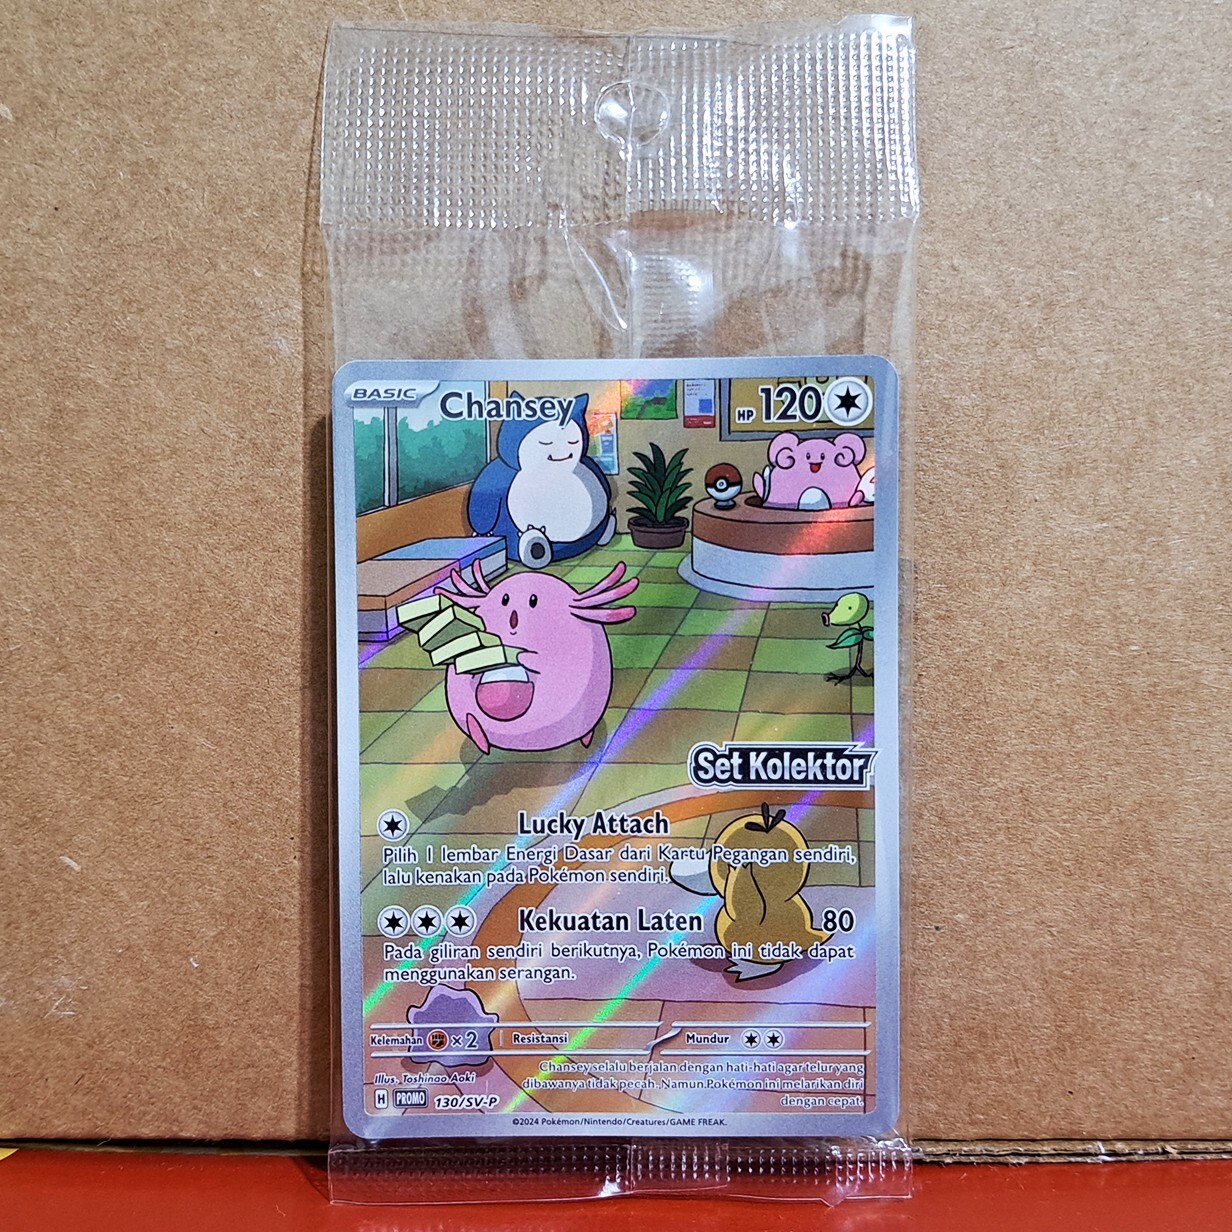 BASIC Chansey HP 120
Set Kolektor
Lucky Attach
Pilih 1 lembar Energi Dasar dari Kartu Pegangan sendiri,
lalu kenakan pada Pokémon sendiri.
Kekuatan Laten 80
Pada giliran sendiri berikutnya, Pokémon ini tidak dapat
menggunakan serangan.
Kelemahan ×2 Resistansi Mundur
Chansey selalu berjalan dengan hati-hati agar telur yang
dibawanya tidak pecah. Namun Pokémon ini melarikan diri
dengan cepat.
Illus. Toshinao Aoki
H PROMO 130/SV-P
©2024 Pokémon/Nintendo/Creatures/GAME FREAK.